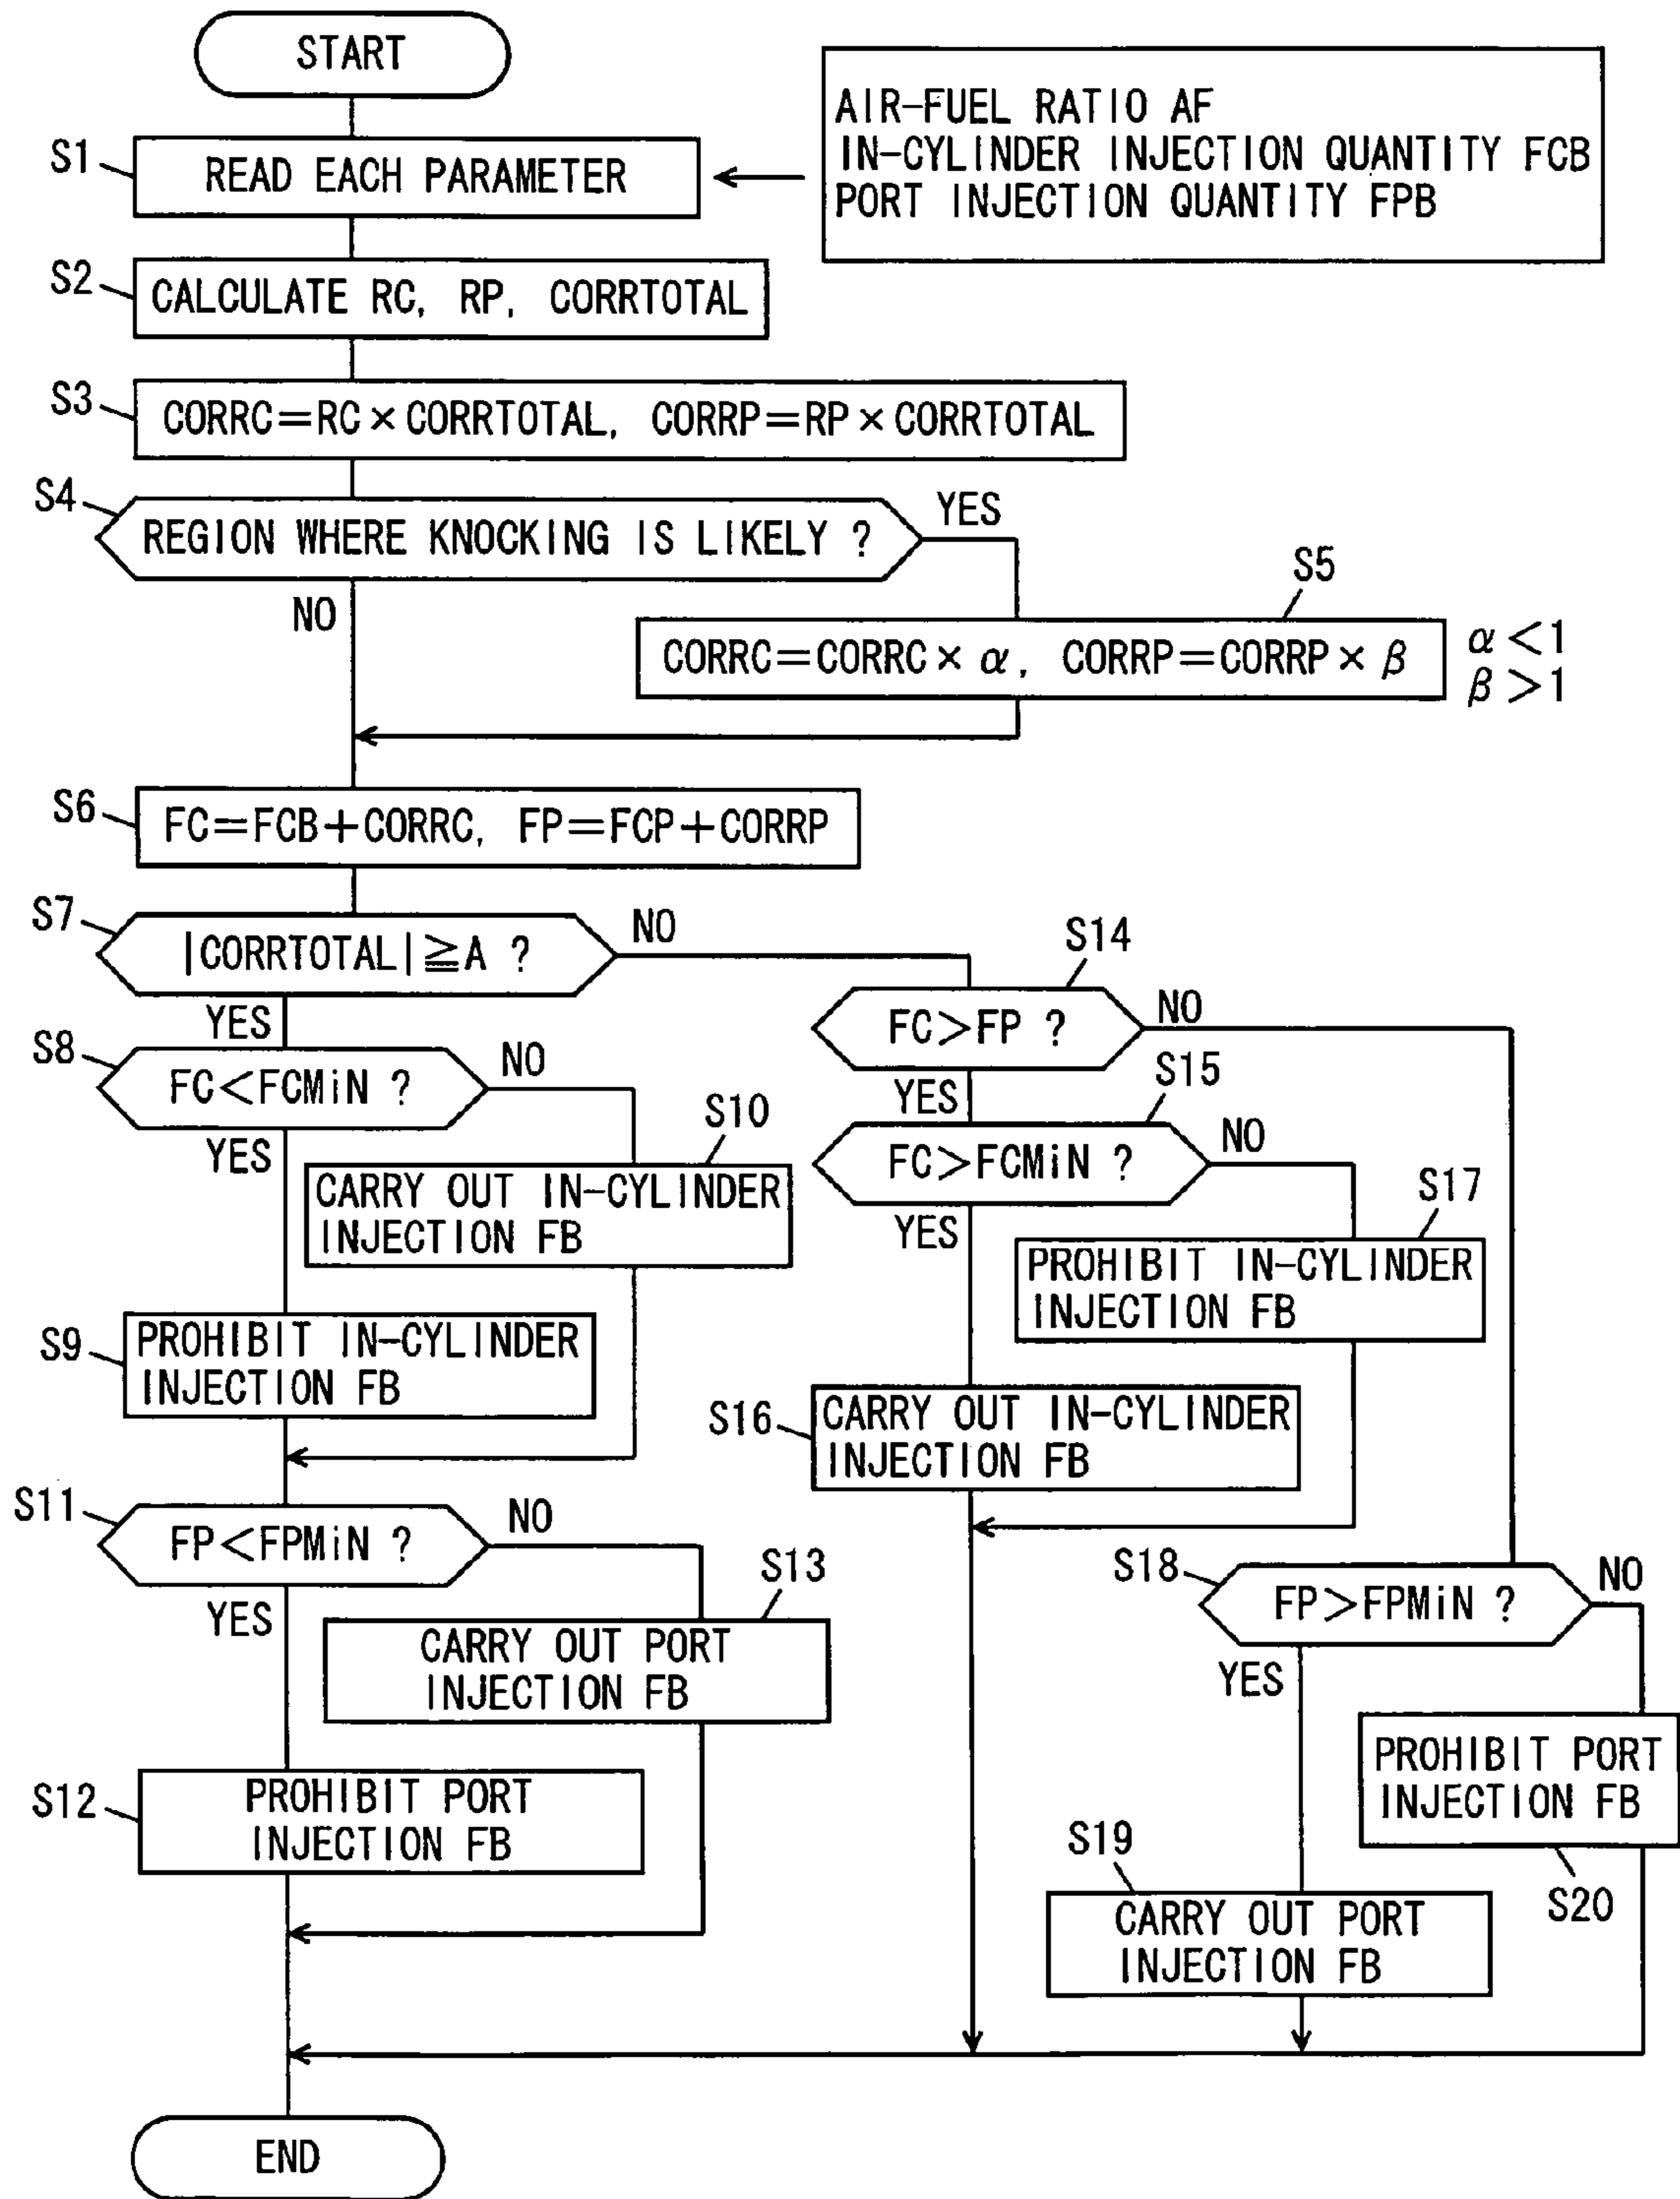 START
AIR-FUEL RATIO AF
IN-CYLINDER INJECTION QUANTITY FCB
PORT INJECTION QUANTITY FPB
S1
READ EACH PARAMETER
S2
CALCULATE RC, RP, CORRTOTAL
S3
CORRC=RC×CORRTOTAL, CORRP=RP×CORRTOTAL
S4
REGION WHERE KNOCKING IS LIKELY ?
YES
NO
S5
CORRC=CORRC×α, CORRP=CORRP×β
α<1
β>1
S6
FC=FCB+CORRC, FP=FCP+CORRP
S7
|CORRTOTAL|≧A ?
NO
YES
S8
FC<FCMiN ?
NO
YES
S10
CARRY OUT IN-CYLINDER
INJECTION FB
S9
PROHIBIT IN-CYLINDER
INJECTION FB
S11
FP<FPMiN ?
NO
YES
S13
CARRY OUT PORT
INJECTION FB
S12
PROHIBIT PORT
INJECTION FB
S14
FC>FP ?
NO
YES
S15
FC>FCMiN ?
NO
YES
S17
PROHIBIT IN-CYLINDER
INJECTION FB
S16
CARRY OUT IN-CYLINDER
INJECTION FB
S18
FP>FPMiN ?
NO
YES
PROHIBIT PORT
INJECTION FB
S20
S19
CARRY OUT PORT
INJECTION FB
END